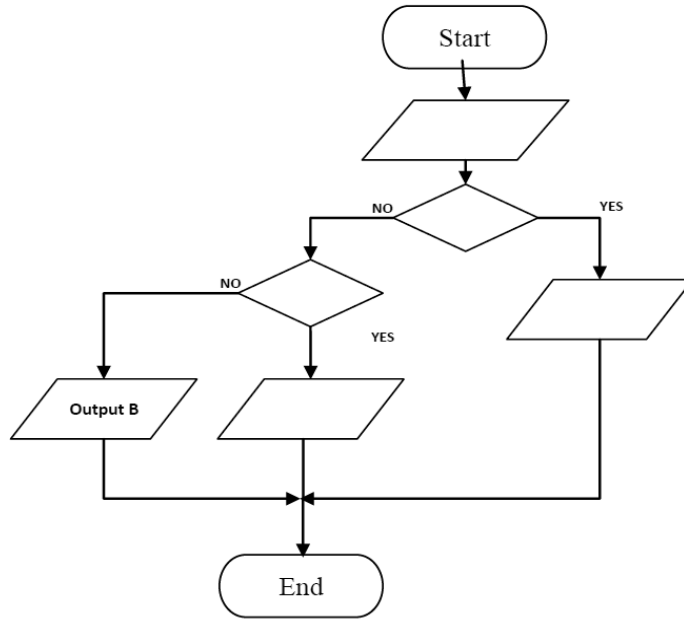 Start
NO
YES
NO
YES
Output B
End